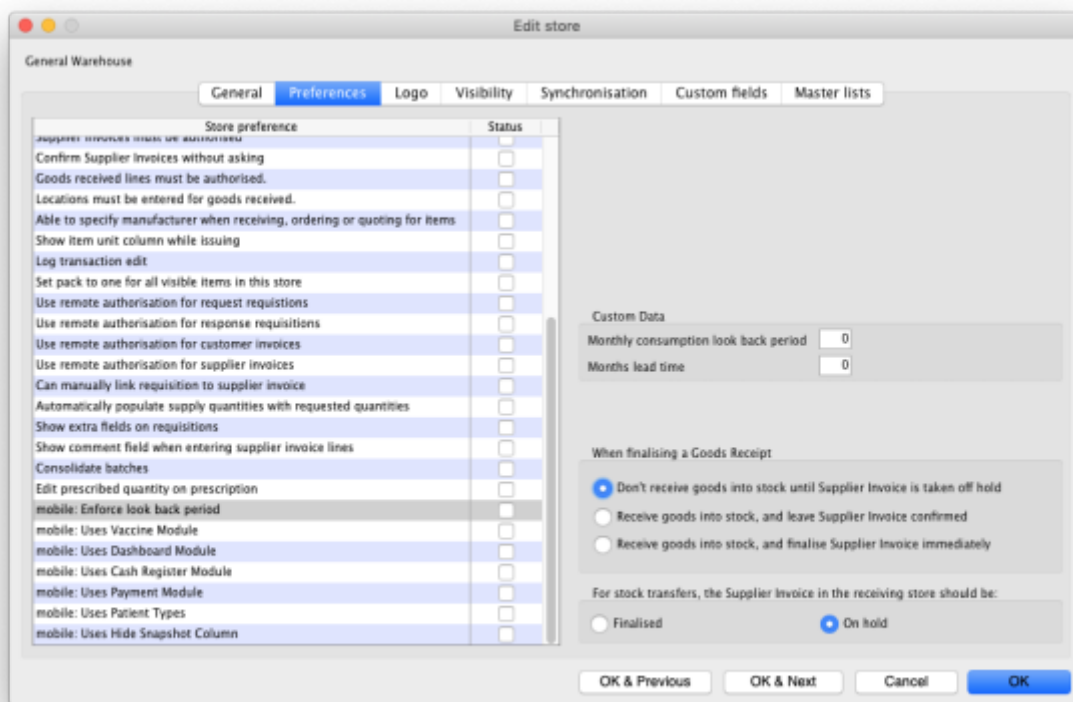 Edit store
General Warehouse
General Preferences Logo Visibility Synchronisation Custom fields Master lists
Store preference Status
Supplier invoices must be authorised
Confirm Supplier Invoices without asking
Goods received lines must be authorised.
Locations must be entered for goods received.
Able to specify manufacturer when receiving, ordering or quoting for items
Show item unit column while issuing
Log transaction edit
Set pack to one for all visible items in this store
Use remote authorisation for request requistions
Use remote authorisation for response requisitions
Use remote authorisation for customer invoices
Use remote authorisation for supplier invoices
Can manually link requisition to supplier invoice
Automatically populate supply quantities with requested quantities
Show extra fields on requisitions
Show comment field when entering supplier invoice lines
Consolidate batches
Edit prescribed quantity on prescription
mobile: Enforce look back period
mobile: Uses Vaccine Module
mobile: Uses Dashboard Module
mobile: Uses Cash Register Module
mobile: Uses Payment Module
mobile: Uses Patient Types
mobile: Uses Hide Snapshot Column
Custom Data
Monthly consumption look back period 0
Months lead time 0
When finalising a Goods Receipt
Don't receive goods into stock until Supplier Invoice is taken off hold
Receive goods into stock, and leave Supplier Invoice confirmed
Receive goods into stock, and finalise Supplier Invoice immediately
For stock transfers, the Supplier Invoice in the receiving store should be:
Finalised On hold
OK & Previous OK & Next Cancel OK